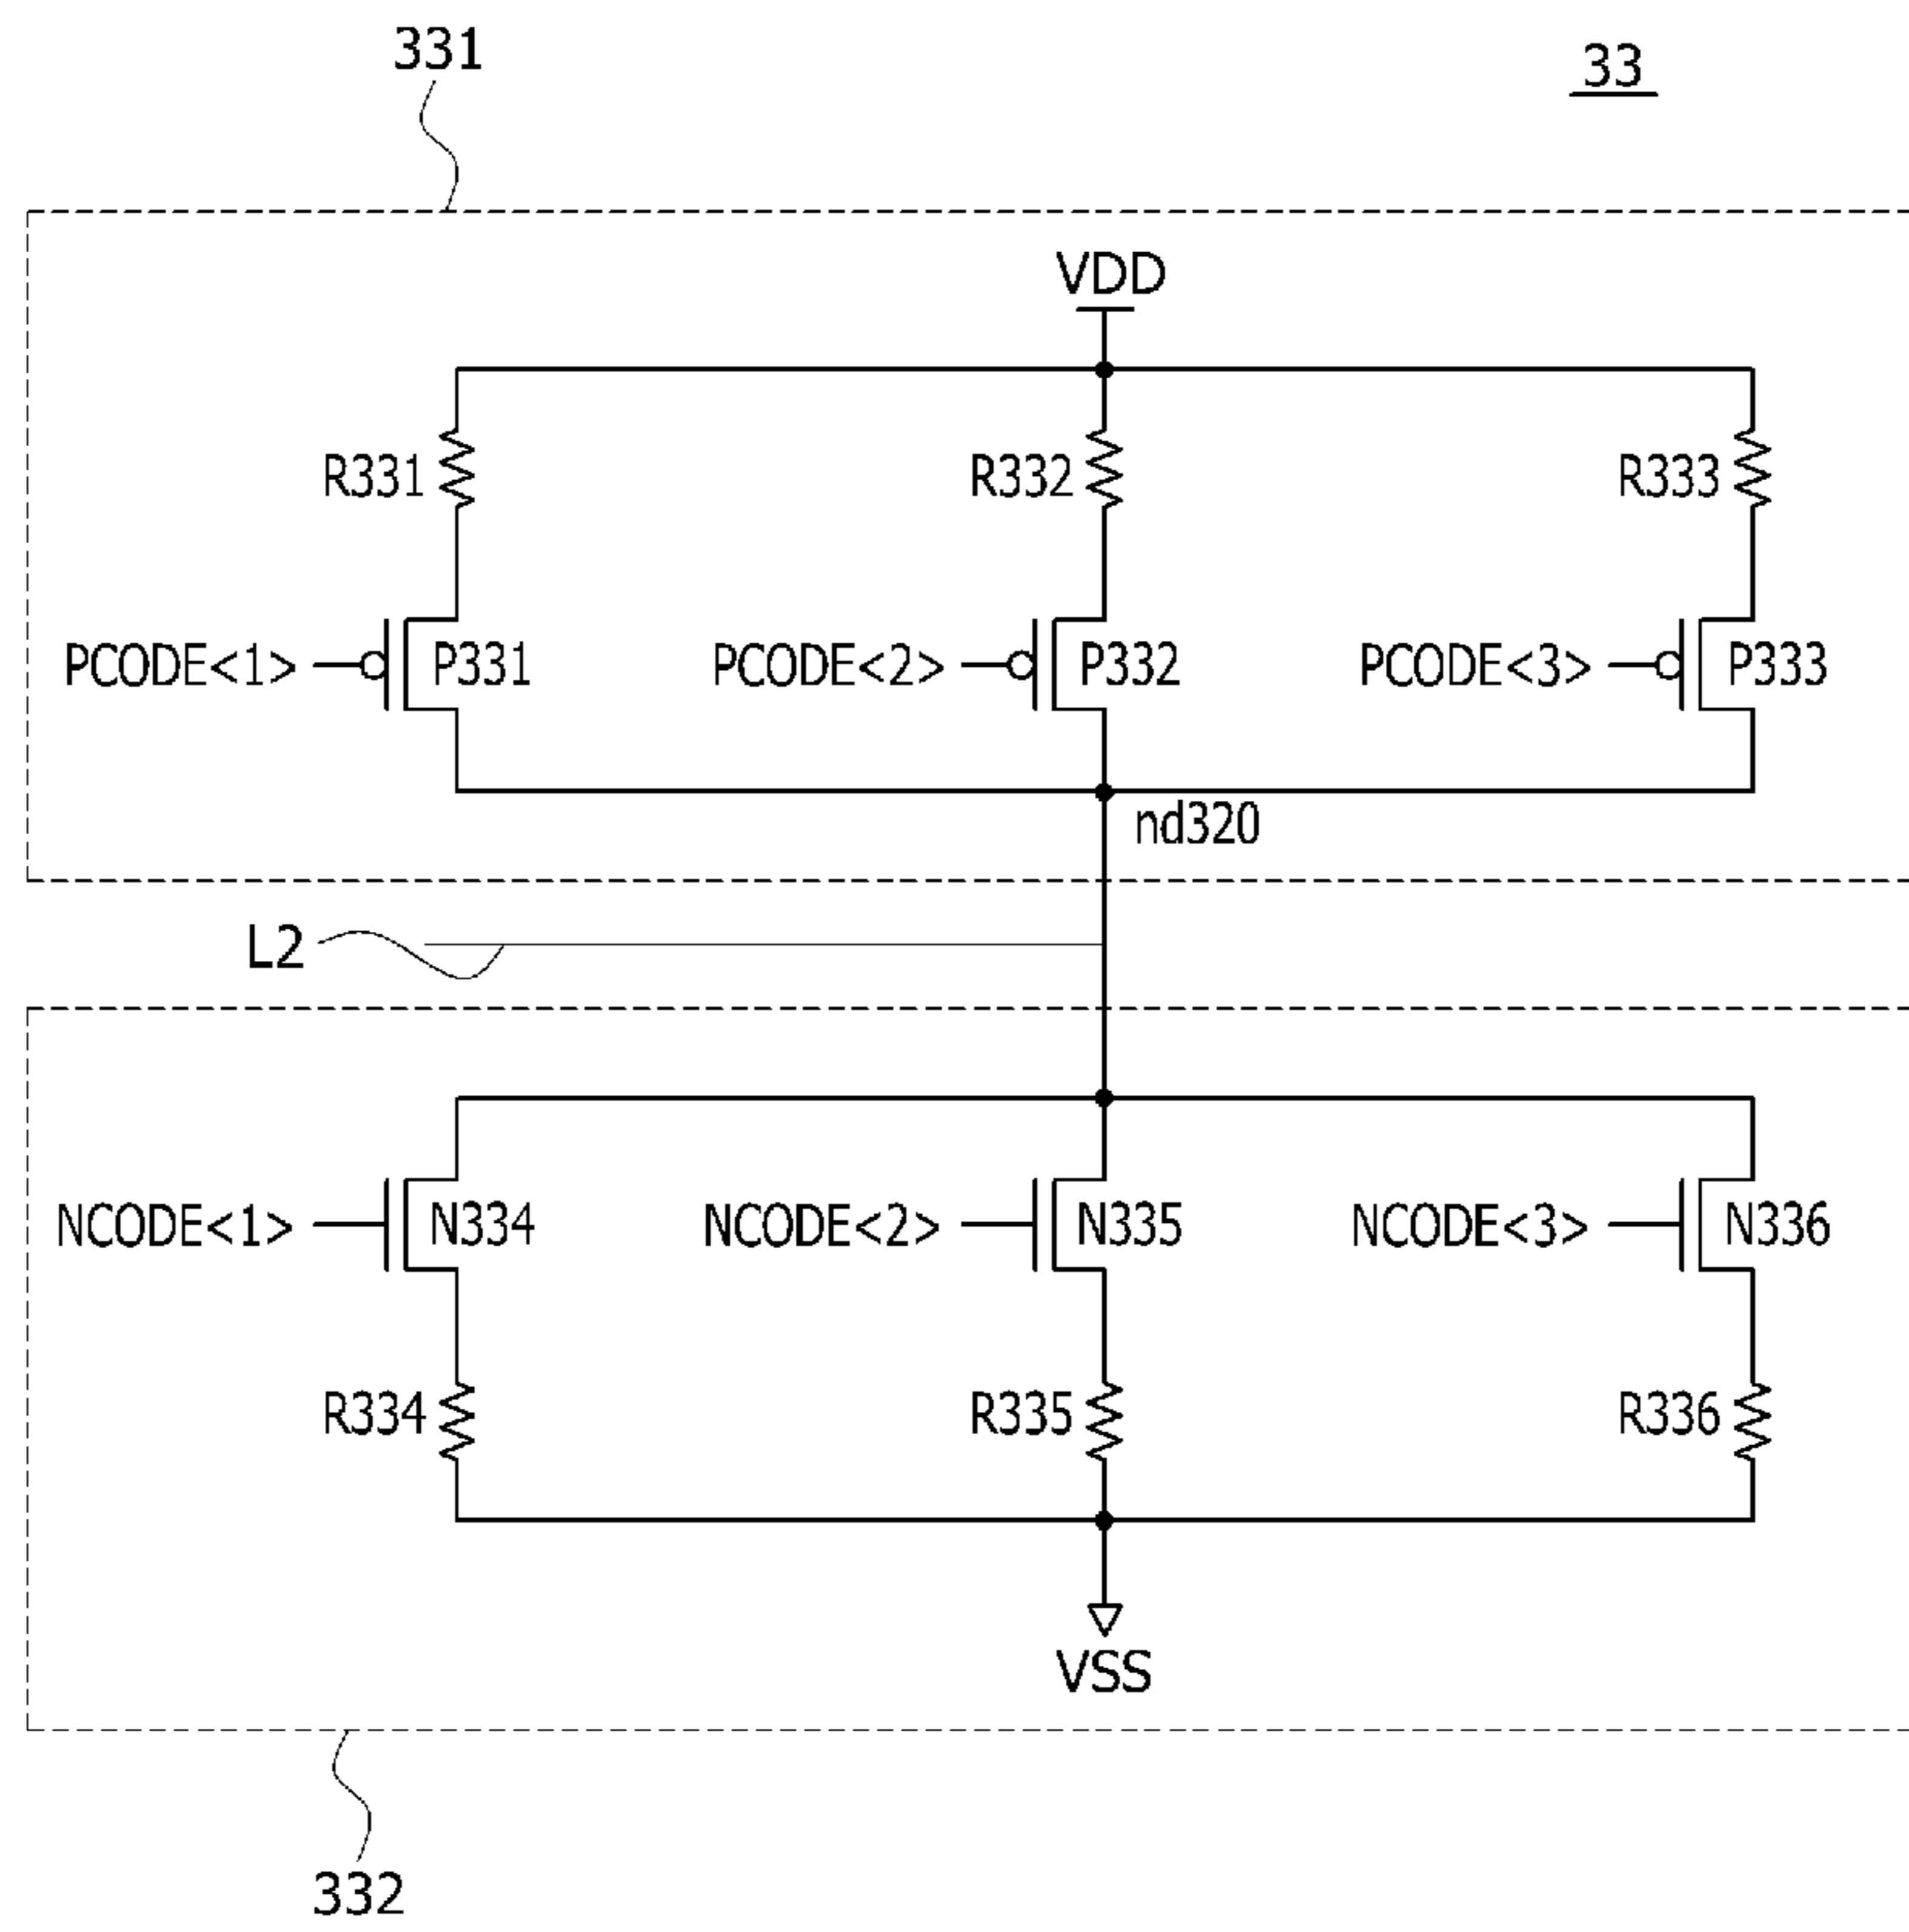 331
33
VDD
R331 R332 R333
PCODE<1> P331 PCODE<2> P332 PCODE<3> P333
nd320
L2
NCODE<1> N334 NCODE<2> N335 NCODE<3> N336
R334 R335 R336
VSS
332